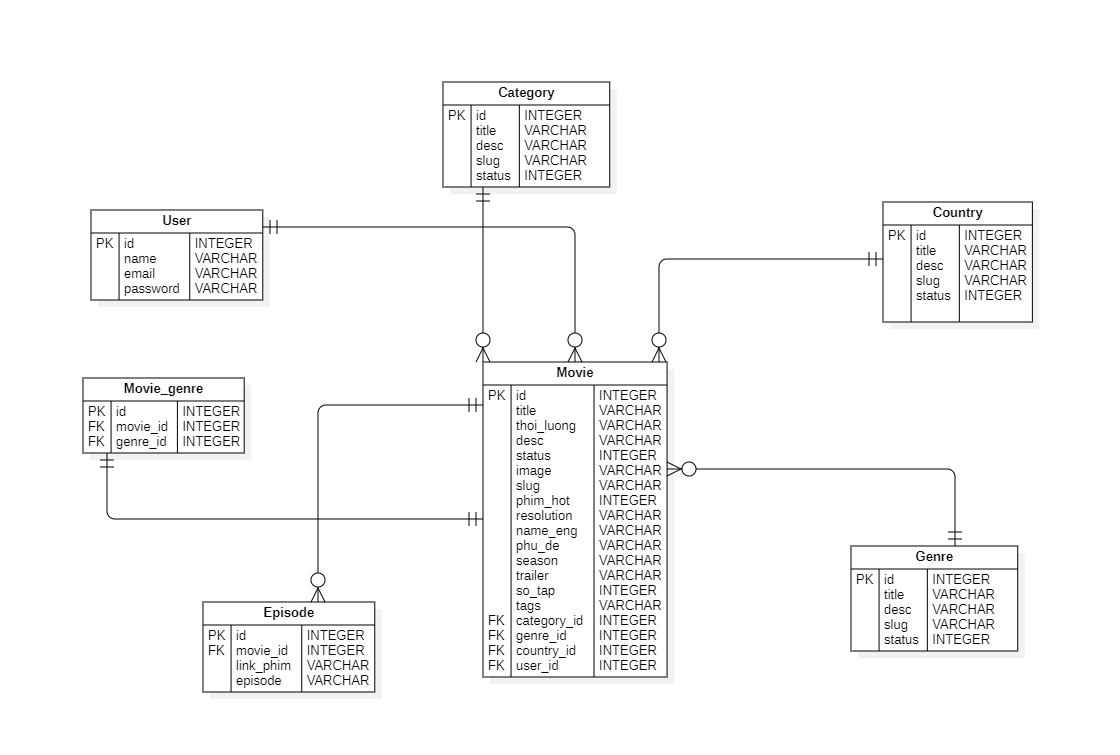 Category
PK id INTEGER
title VARCHAR
desc VARCHAR
slug VARCHAR
status INTEGER
User
PK id INTEGER
name VARCHAR
email VARCHAR
password VARCHAR
Country
PK id INTEGER
title VARCHAR
desc VARCHAR
slug VARCHAR
status INTEGER
Movie_genre
PK id INTEGER
FK movie_id INTEGER
FK genre_id INTEGER
Movie
PK id INTEGER
title VARCHAR
thoi_luong VARCHAR
desc VARCHAR
status INTEGER
image VARCHAR
slug VARCHAR
phim_hot INTEGER
resolution VARCHAR
name_eng VARCHAR
phu_de VARCHAR
season VARCHAR
trailer VARCHAR
so_tap INTEGER
tags VARCHAR
FK category_id INTEGER
FK genre_id INTEGER
FK country_id INTEGER
FK user_id INTEGER
Genre
PK id INTEGER
title VARCHAR
desc VARCHAR
slug VARCHAR
status INTEGER
Episode
PK id INTEGER
FK movie_id INTEGER
link_phim VARCHAR
episode VARCHAR